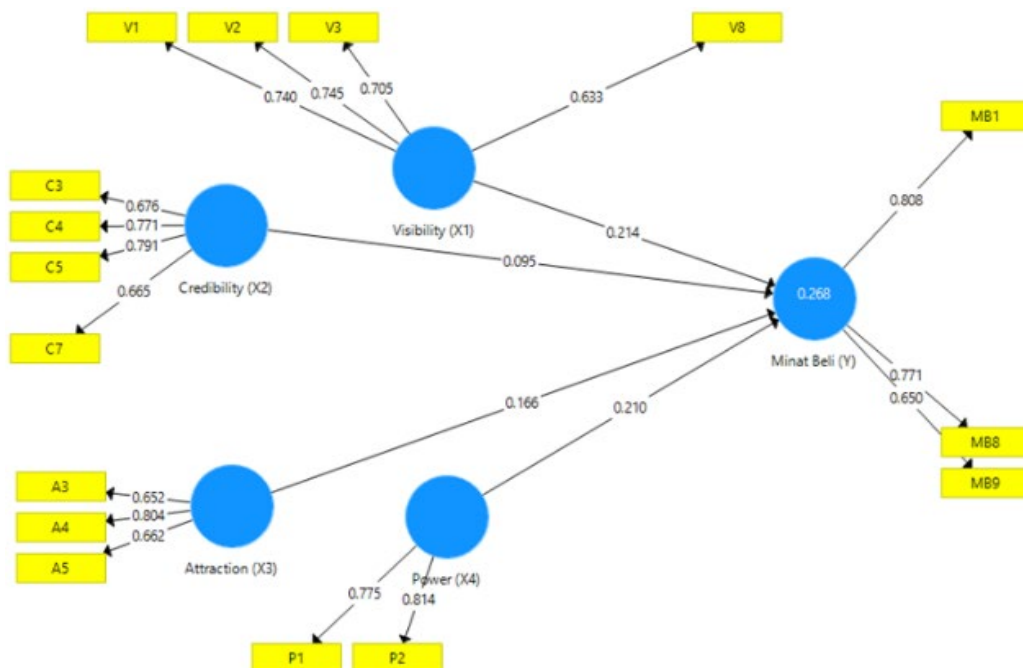 V1
V2
V3
V8
0.740
0.745
0.705
0.633
MB1
0.808
C3
C4
C5
C7
0.676
0.771
0.791
0.665
Visibility (X1)
Credibility (X2)
0.214
0.095
0.268
Minat Beli (Y)
0.771
0.650
MB8
MB9
0.166
0.210
A3
A4
A5
0.652
0.804
0.662
Attraction (X3)
Power (X4)
0.775
0.814
P1
P2